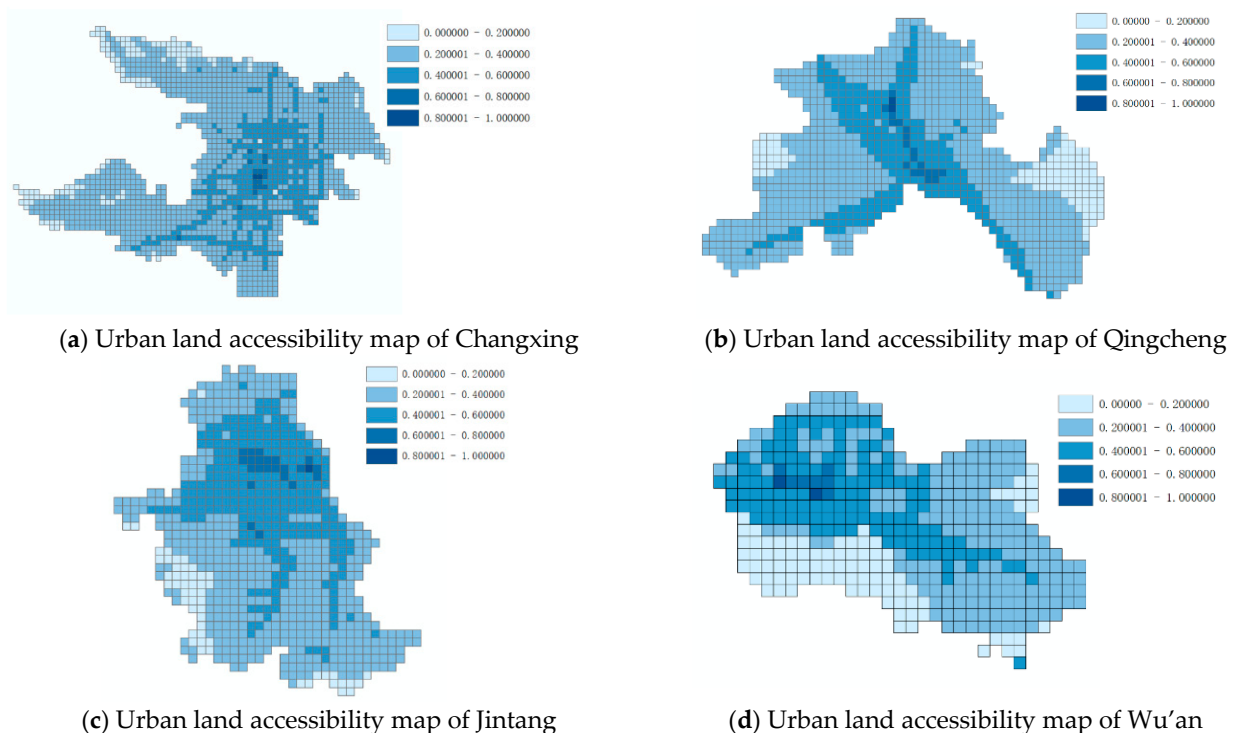 0.000000 - 0.200000
0.200001 - 0.400000
0.400001 - 0.600000
0.600001 - 0.800000
0.800001 - 1.000000
0.00000 - 0.200000
0.200001 - 0.400000
0.400001 - 0.600000
0.600001 - 0.800000
0.800001 - 1.000000
(a) Urban land accessibility map of Changxing
(b) Urban land accessibility map of Qingcheng
0.000000 - 0.200000
0.200001 - 0.400000
0.400001 - 0.600000
0.600001 - 0.800000
0.800001 - 1.000000
0.00000 - 0.200000
0.200001 - 0.400000
0.400001 - 0.600000
0.600001 - 0.800000
0.800001 - 1.000000
(c) Urban land accessibility map of Jintang
(d) Urban land accessibility map of Wu’an